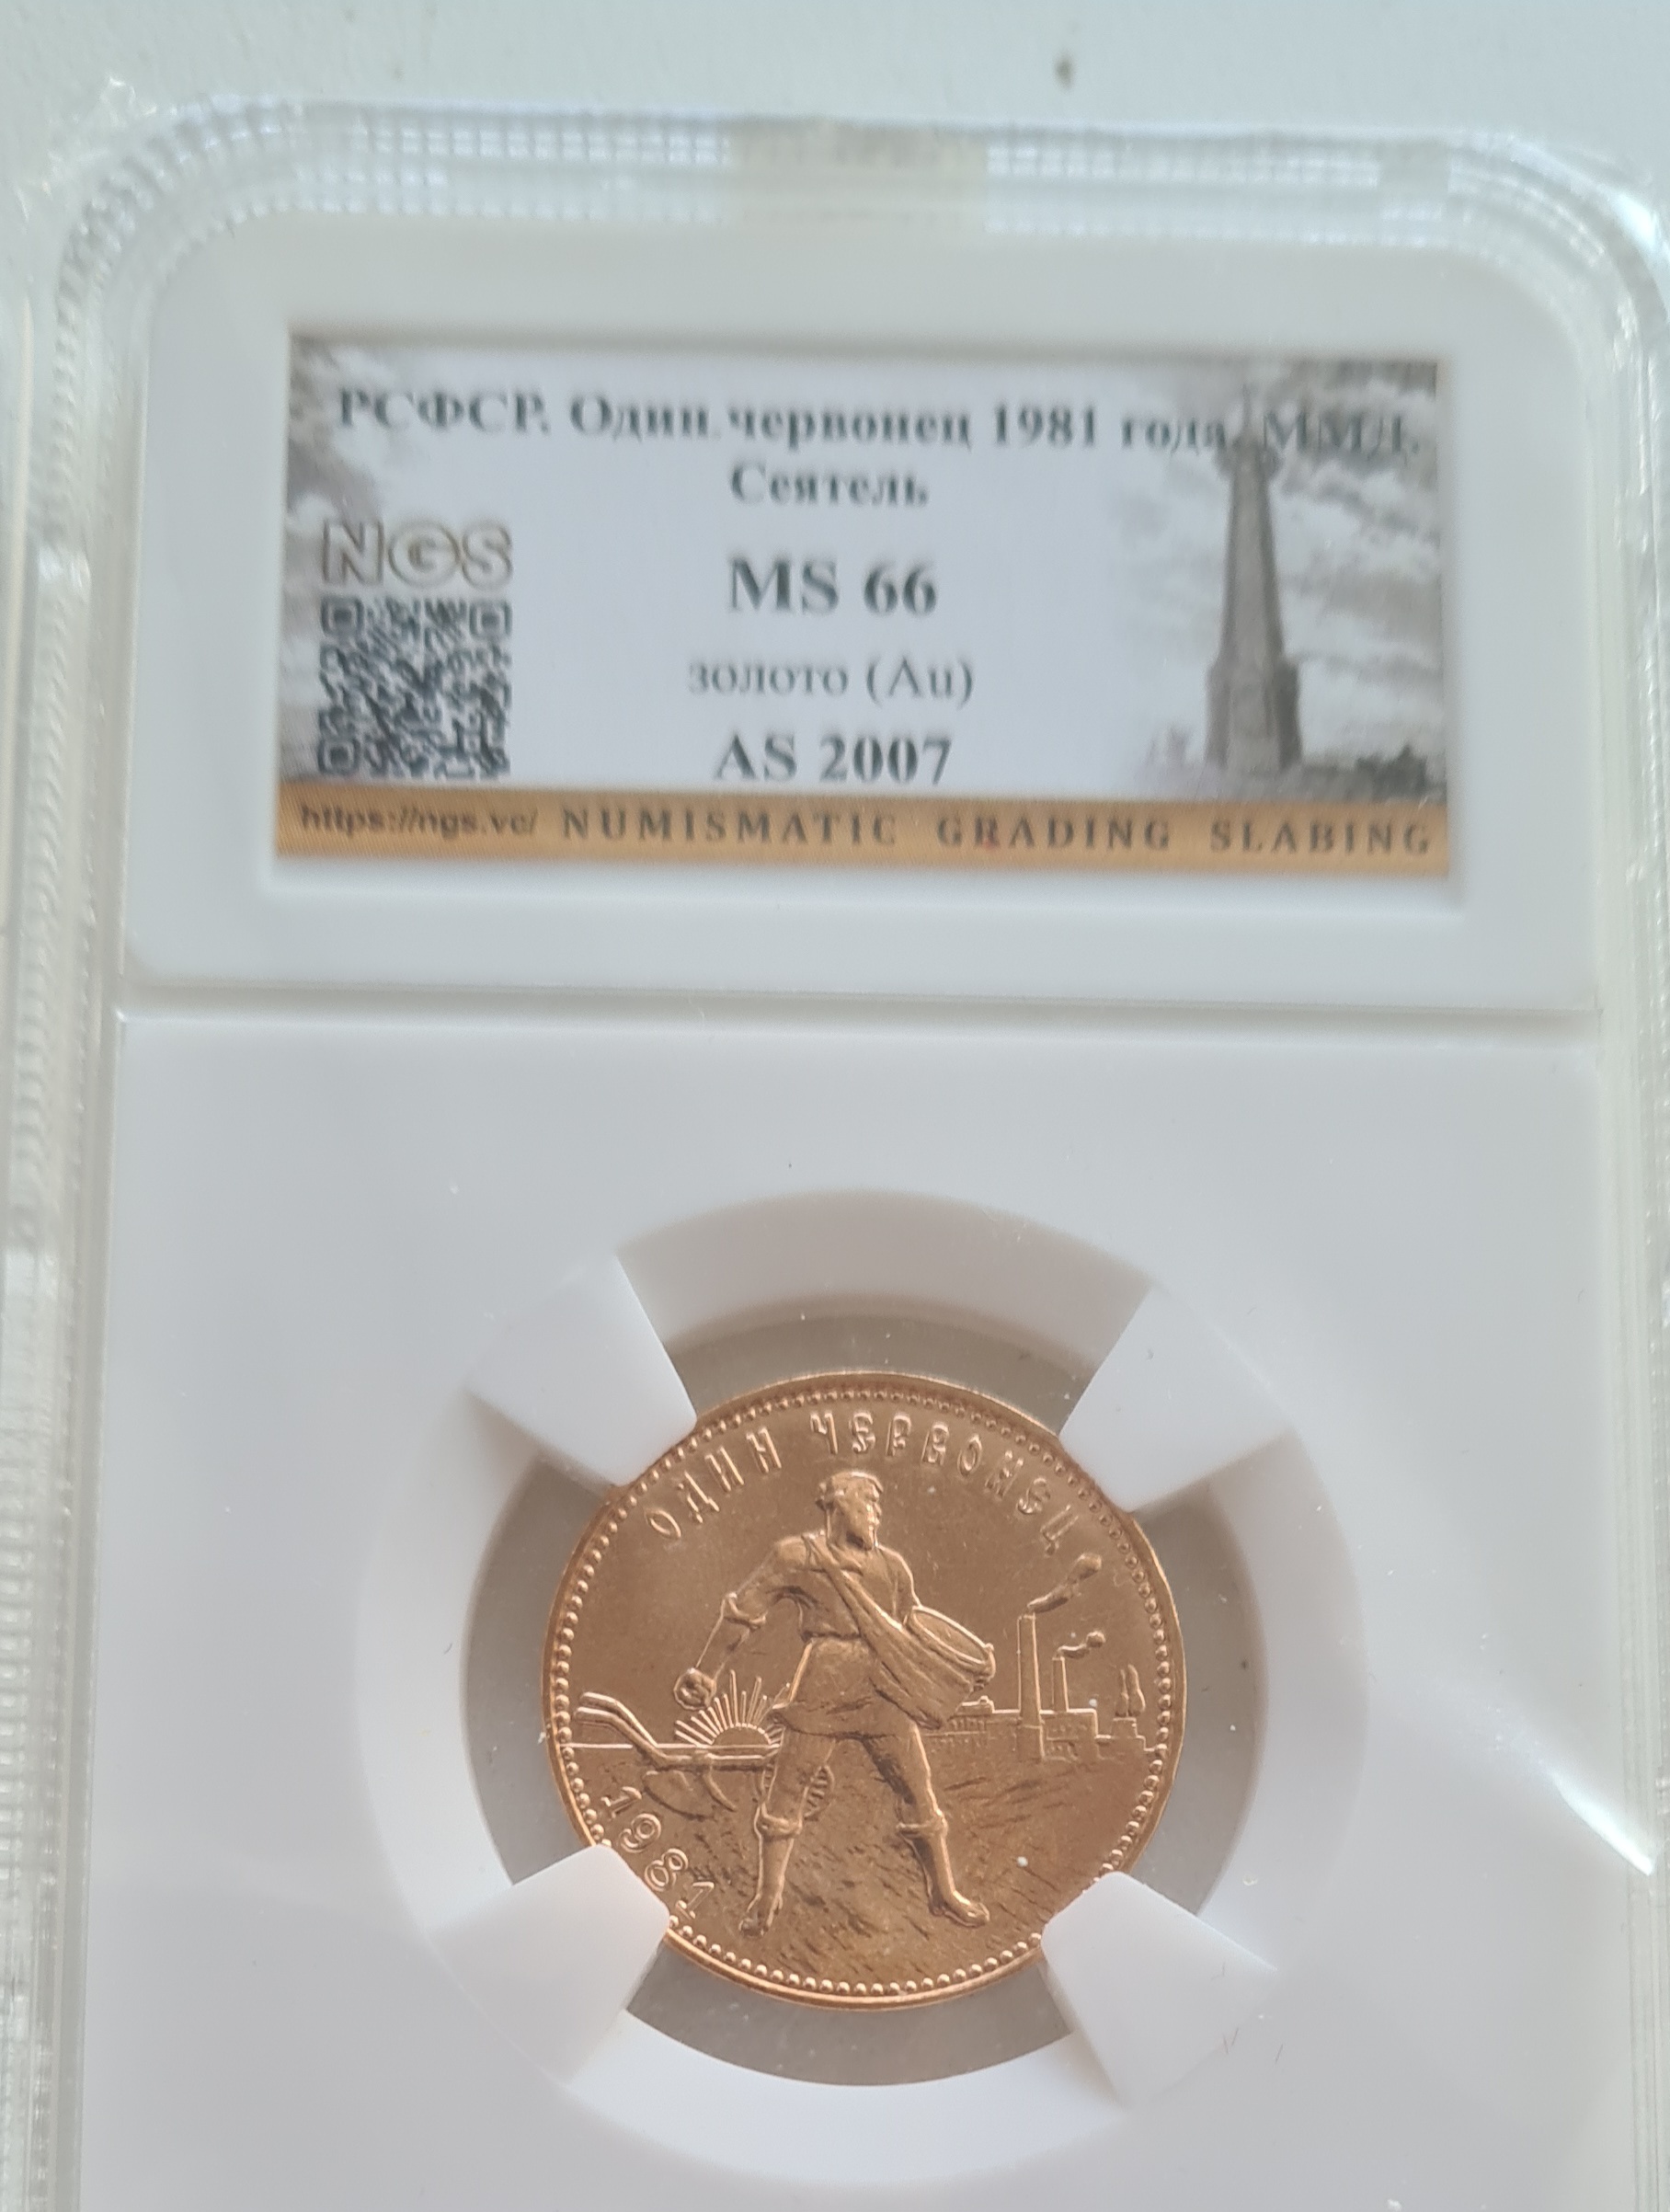 РСФСР. Один червонец 1981 года. ММД.
Сеятель
NGS
MS 66
золото (Au)
AS 2007
https://ngs.vc/ NUMISMATIC GRADING SLABING
ОДИН ЧЕРВОНЕЦ
1981